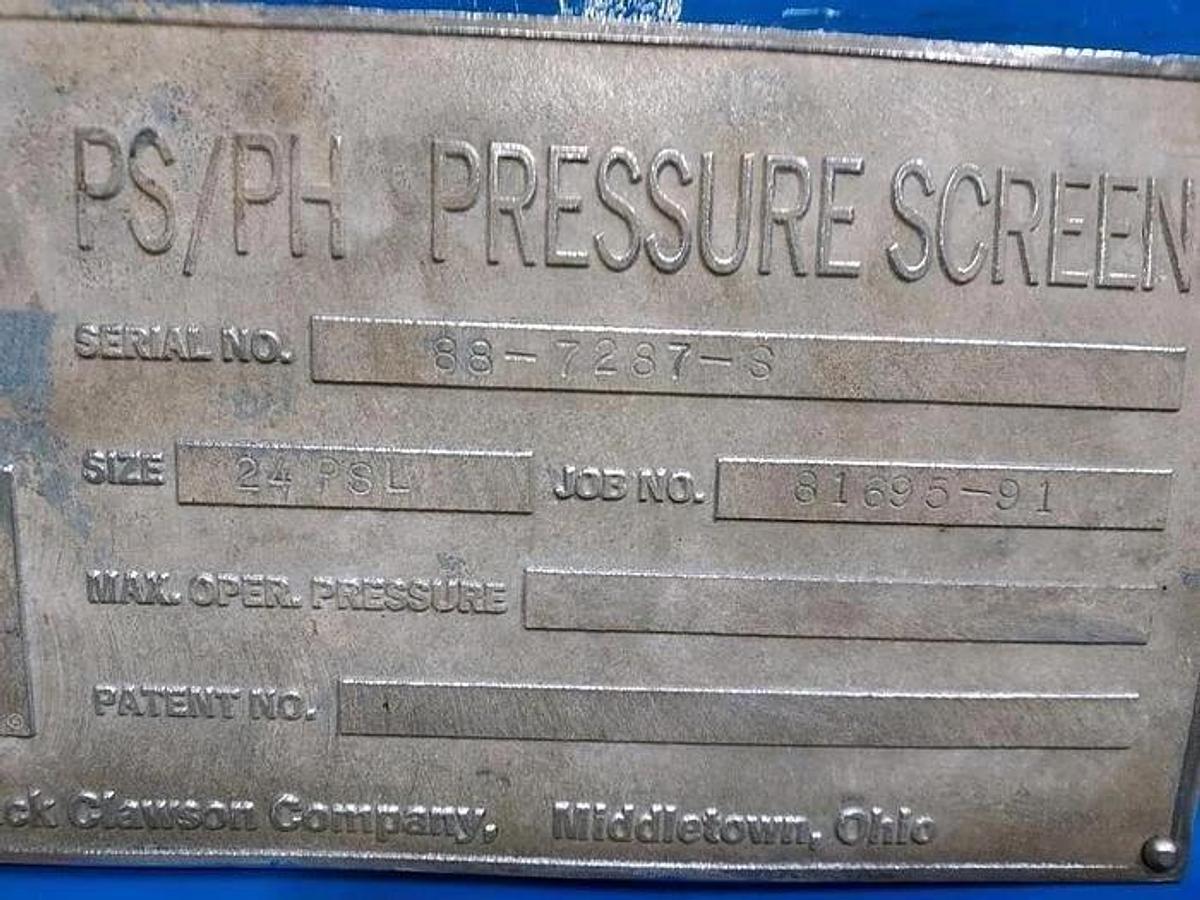 PS/PH PRESSURE SCREEN
SERIAL NO. 88-7287-S
SIZE 24 PSL JOB NO. 81695-91
MAX. OPER. PRESSURE
PATENT NO.
ck Clawson Company, Middletown, Ohio
©